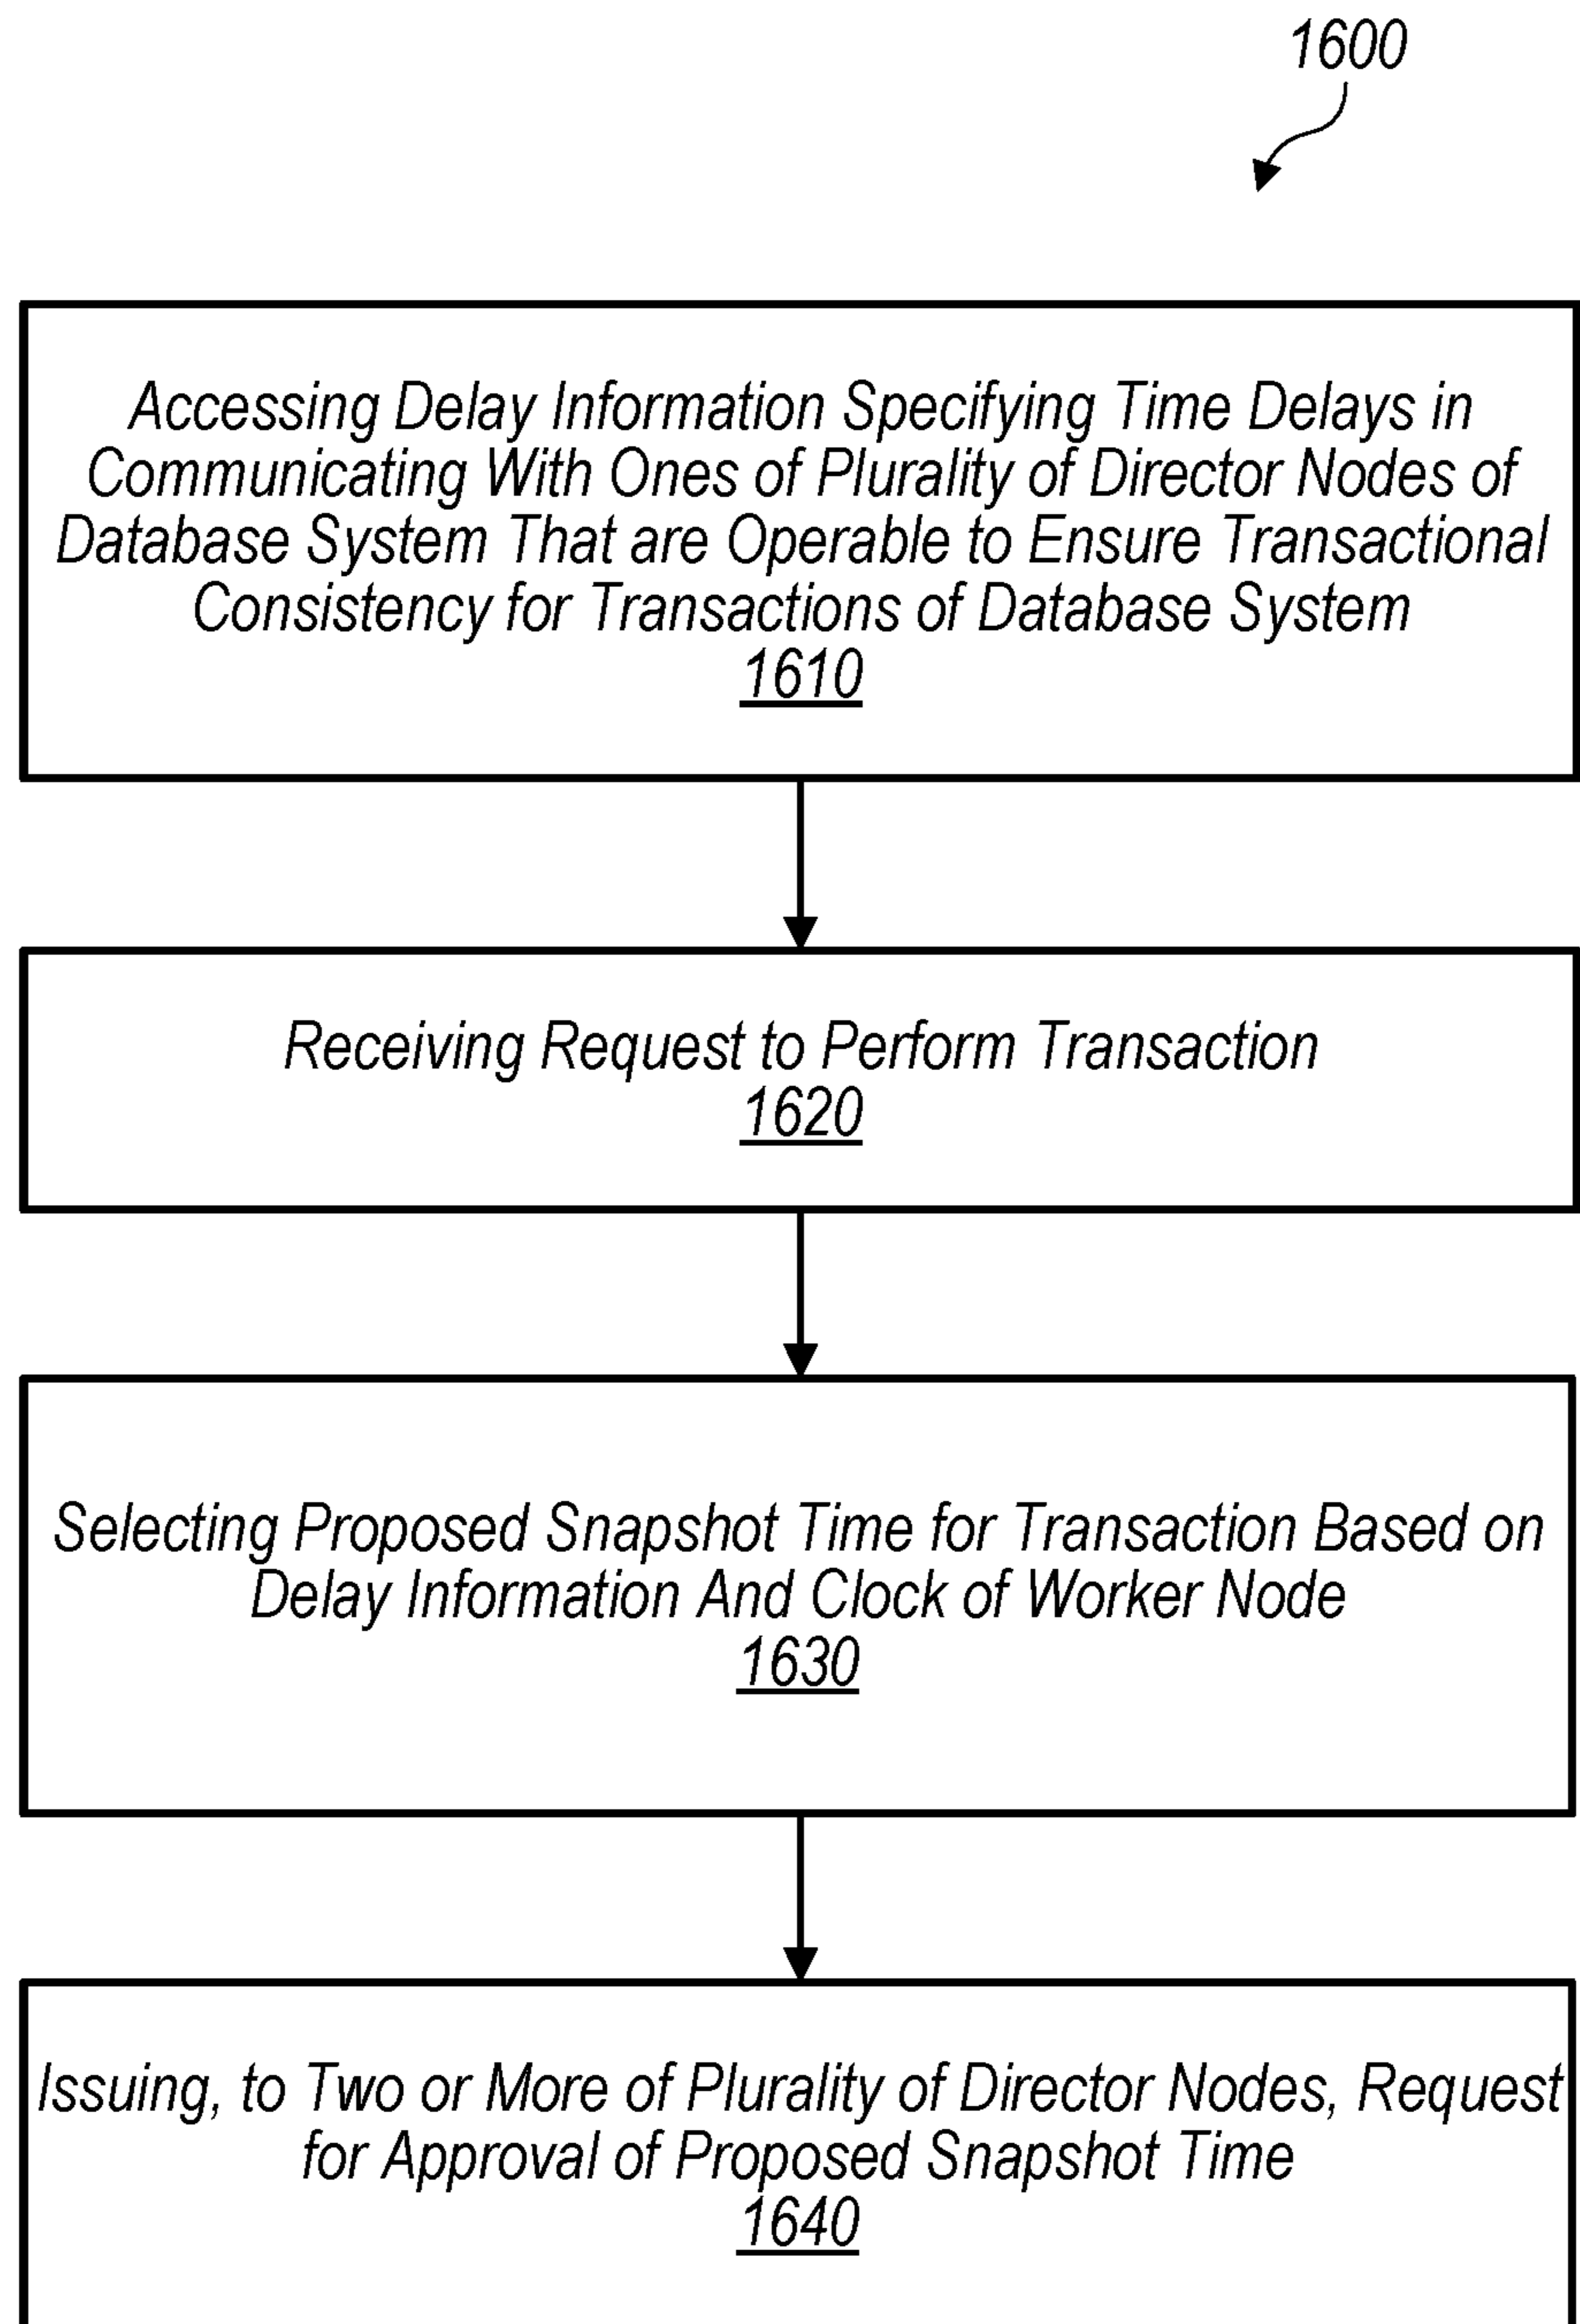 1600
Accessing Delay Information Specifying Time Delays in
Communicating With Ones of Plurality of Director Nodes of
Database System That are Operable to Ensure Transactional
Consistency for Transactions of Database System
1610
Receiving Request to Perform Transaction
1620
Selecting Proposed Snapshot Time for Transaction Based on
Delay Information And Clock of Worker Node
1630
Issuing, to Two or More of Plurality of Director Nodes, Request
for Approval of Proposed Snapshot Time
1640